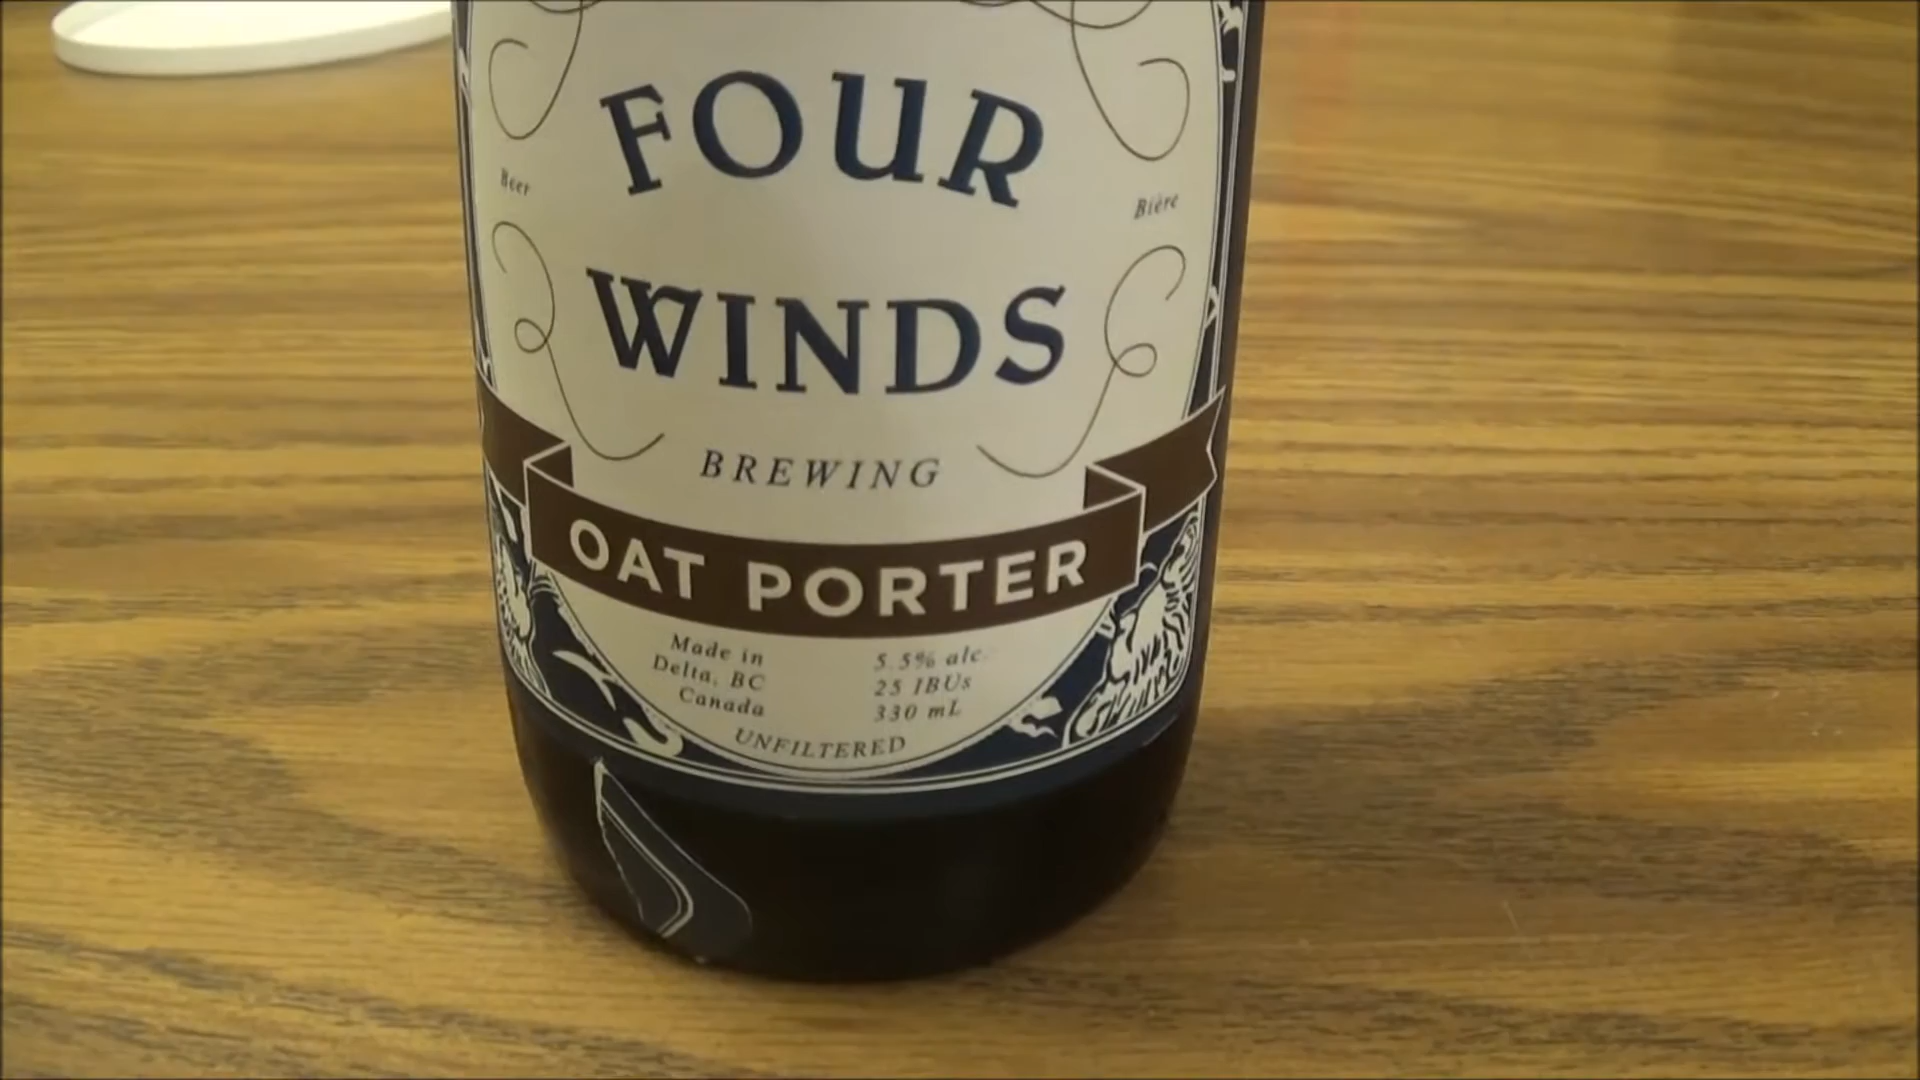 FOUR
Beer
Bière
WINDS
BREWING
OAT PORTER
Made in
Delta, BC
Canada
5.5% alc.
25 IBUs
330 mL
UNFILTERED